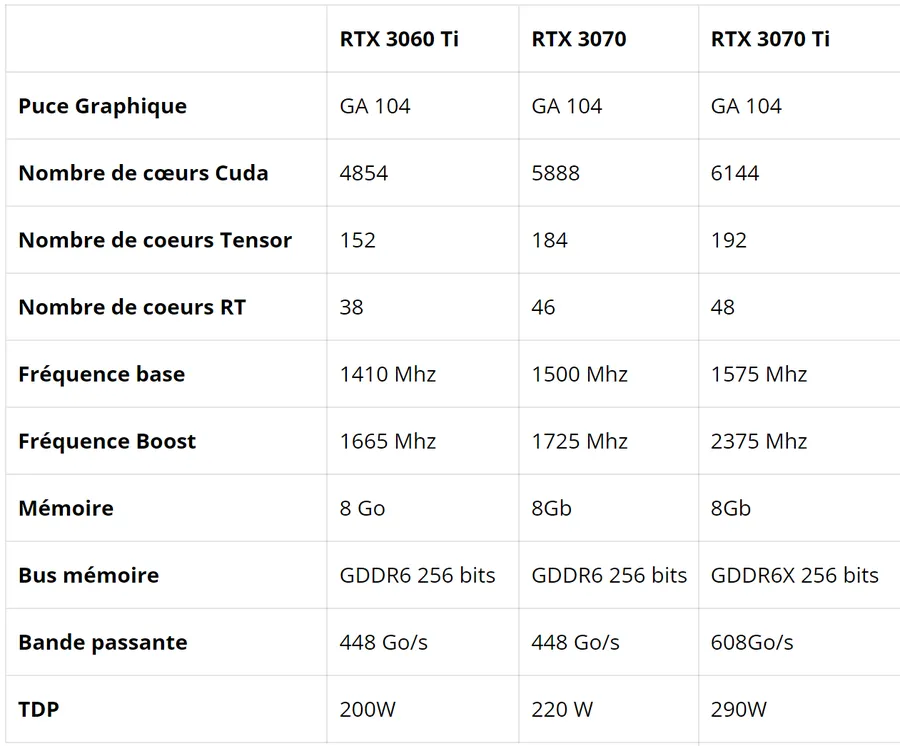 RTX 3060 Ti RTX 3070 RTX 3070 Ti
Puce Graphique GA 104 GA 104 GA 104
Nombre de cœurs Cuda 4854 5888 6144
Nombre de coeurs Tensor 152 184 192
Nombre de coeurs RT 38 46 48
Fréquence base 1410 Mhz 1500 Mhz 1575 Mhz
Fréquence Boost 1665 Mhz 1725 Mhz 2375 Mhz
Mémoire 8 Go 8Gb 8Gb
Bus mémoire GDDR6 256 bits GDDR6 256 bits GDDR6X 256 bits
Bande passante 448 Go/s 448 Go/s 608Go/s
TDP 200W 220 W 290W